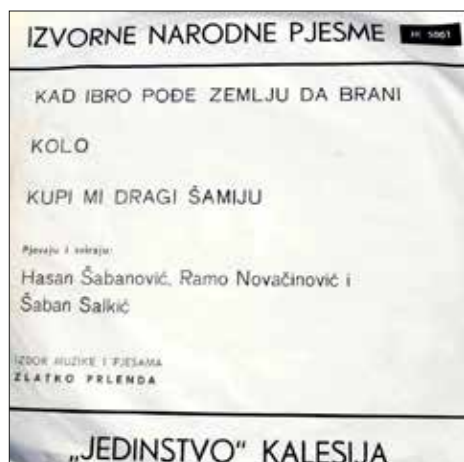 IZVORNE NARODNE PJESME
KAD IBRO POĐE ZEMLJU DA BRANI
KOLO
KUPI MI DRAGI ŠAMIJU
Pjevaju i sviraju:
Hasan Šabanović, Ramo Novačinović i
Šaban Salkić
IZBOR MUZIKE I PJESAMA
ZLATKO PRLENDA
„JEDINSTVO“ KALESIJA